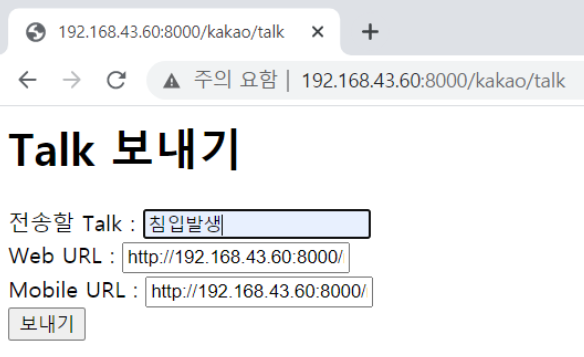 192.168.43.60:8000/kakao/talk
주의 요함 | 192.168.43.60:8000/kakao/talk
Talk 보내기
전송할 Talk : 침입발생
Web URL : http://192.168.43.60:8000/
Mobile URL : http://192.168.43.60:8000/
보내기